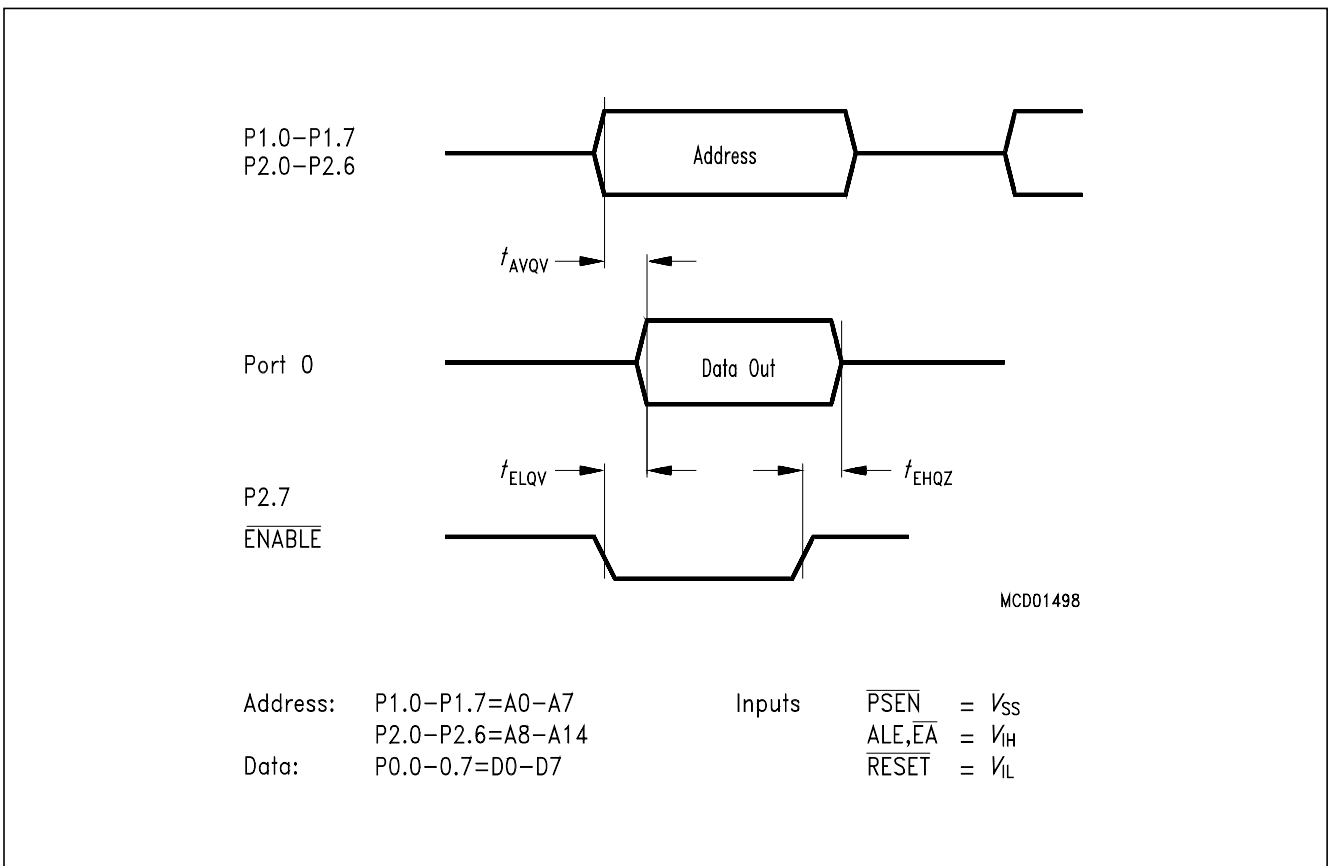 P1.0-P1.7
P2.0-P2.6
Address
tAVQV
Port 0
Data Out
tELQV
tEHQZ
P2.7
ENABLE
MCD01498
Address: P1.0-P1.7=A0-A7 Inputs PSEN = VSS
P2.0-P2.6=A8-A14 ALE,EA = VIH
Data: P0.0-0.7=D0-D7 RESET = VIL